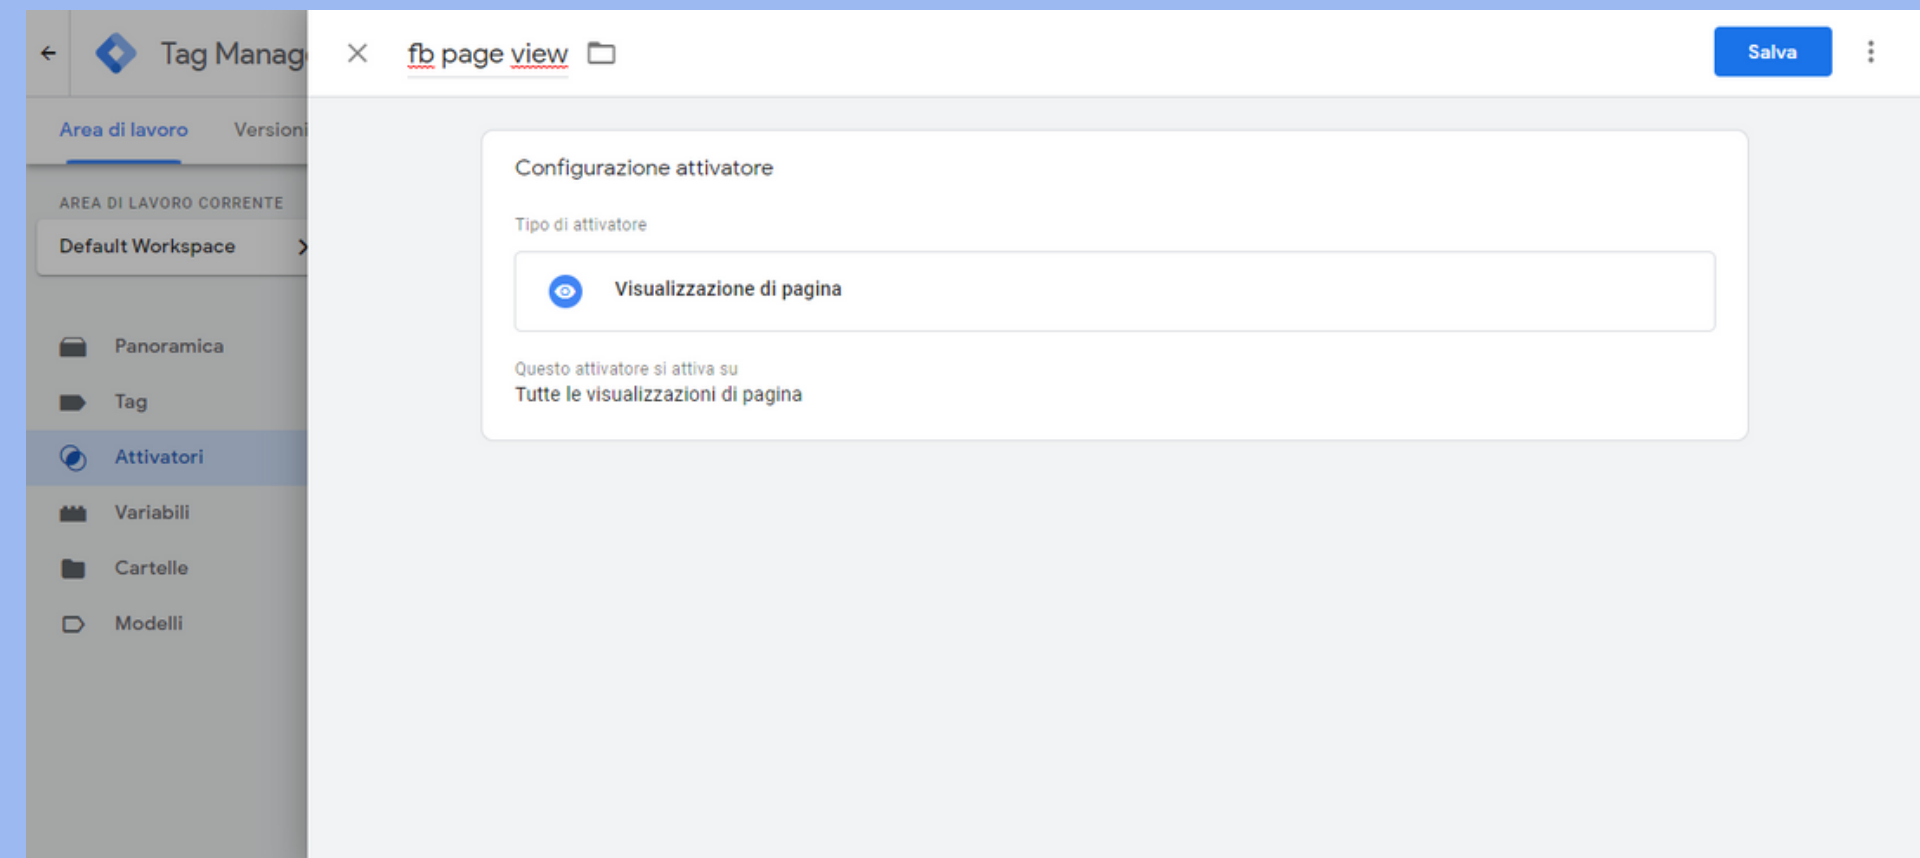 Tag Manag
fb page view
Salva
Area di lavoro
Versioni
AREA DI LAVORO CORRENTE
Default Workspace
Panoramica
Tag
Attivatori
Variabili
Cartelle
Modelli
Configurazione attivatore
Tipo di attivatore
Visualizzazione di pagina
Questo attivatore si attiva su
Tutte le visualizzazioni di pagina